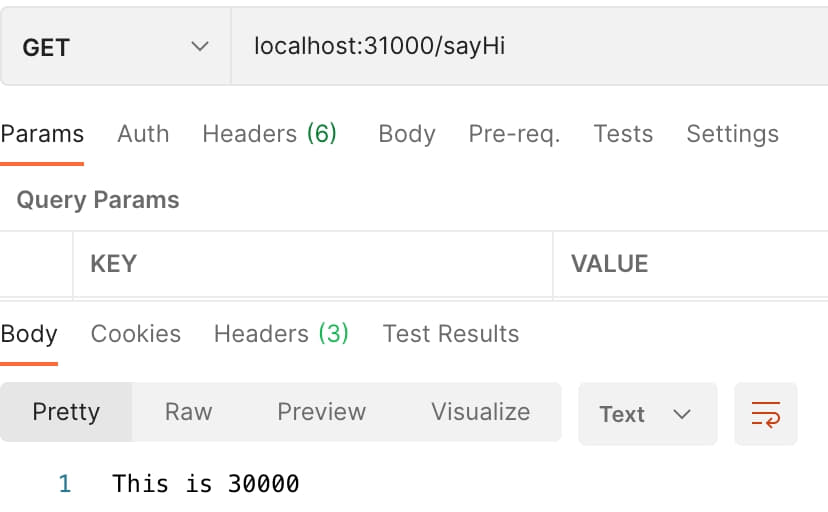 GET localhost:31000/sayHi
Params Auth Headers (6) Body Pre-req. Tests Settings
Query Params
KEY VALUE
Body Cookies Headers (3) Test Results
Pretty Raw Preview Visualize Text
1 This is 30000